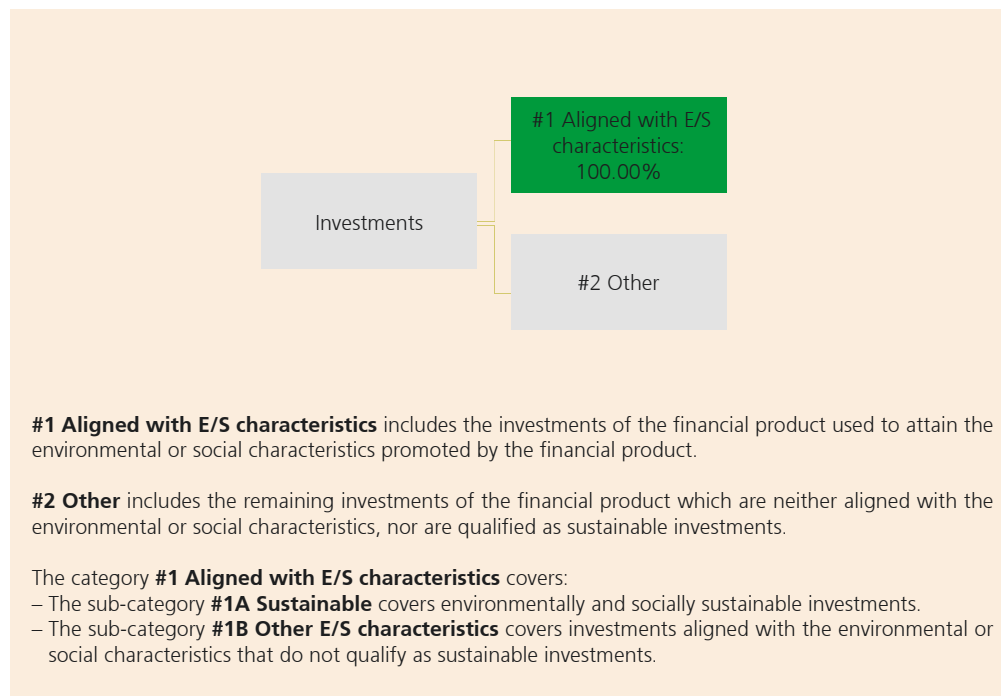 #1 Aligned with E/S
characteristics:
100.00%
Investments
#2 Other
#1 Aligned with E/S characteristics includes the investments of the financial product used to attain the
environmental or social characteristics promoted by the financial product.
#2 Other includes the remaining investments of the financial product which are neither aligned with the
environmental or social characteristics, nor are qualified as sustainable investments.
The category #1 Aligned with E/S characteristics covers:
– The sub-category #1A Sustainable covers environmentally and socially sustainable investments.
– The sub-category #1B Other E/S characteristics covers investments aligned with the environmental or
social characteristics that do not qualify as sustainable investments.